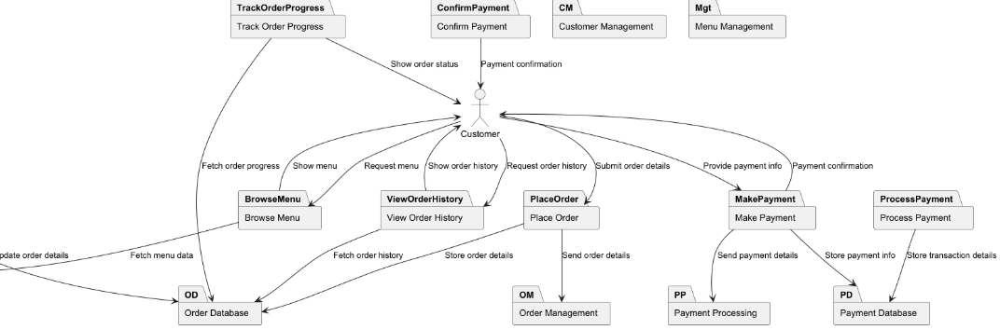 TrackOrderProgress
Track Order Progress
ConfirmPayment
Confirm Payment
CM
Customer Management
Mgt
Menu Management
Show order status
Payment confirmation
Customer
Fetch order progress
Show menu
Request menu
Show order history
Request order history
Submit order details
Provide payment info
Payment confirmation
BrowseMenu
Browse Menu
ViewOrderHistory
View Order History
PlaceOrder
Place Order
MakePayment
Make Payment
ProcessPayment
Process Payment
pdate order details
Fetch menu data
Fetch order history
Store order details
Send order details
Send payment details
Store payment info
Store transaction details
OD
Order Database
OM
Order Management
PP
Payment Processing
PD
Payment Database